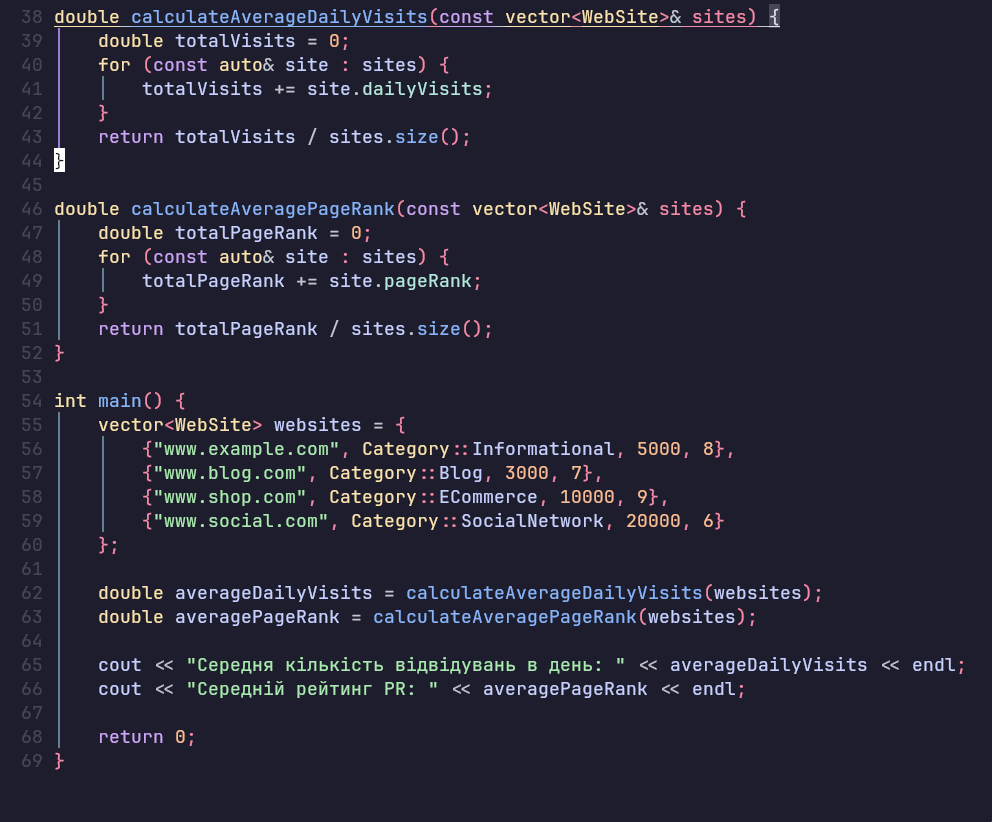 38 double calculateAverageDailyVisits(const vector<WebSite>& sites) {
39     double totalVisits = 0;
40     for (const auto& site : sites) {
41         totalVisits += site.dailyVisits;
42     }
43     return totalVisits / sites.size();
44 }
45
46 double calculateAveragePageRank(const vector<WebSite>& sites) {
47     double totalPageRank = 0;
48     for (const auto& site : sites) {
49         totalPageRank += site.pageRank;
50     }
51     return totalPageRank / sites.size();
52 }
53
54 int main() {
55     vector<WebSite> websites = {
56         {"www.example.com", Category::Informational, 5000, 8},
57         {"www.blog.com", Category::Blog, 3000, 7},
58         {"www.shop.com", Category::ECommerce, 10000, 9},
59         {"www.social.com", Category::SocialNetwork, 20000, 6}
60     };
61
62     double averageDailyVisits = calculateAverageDailyVisits(websites);
63     double averagePageRank = calculateAveragePageRank(websites);
64
65     cout << "Середня кількість відвідувань в день: " << averageDailyVisits << endl;
66     cout << "Середній рейтинг PR: " << averagePageRank << endl;
67
68     return 0;
69 }